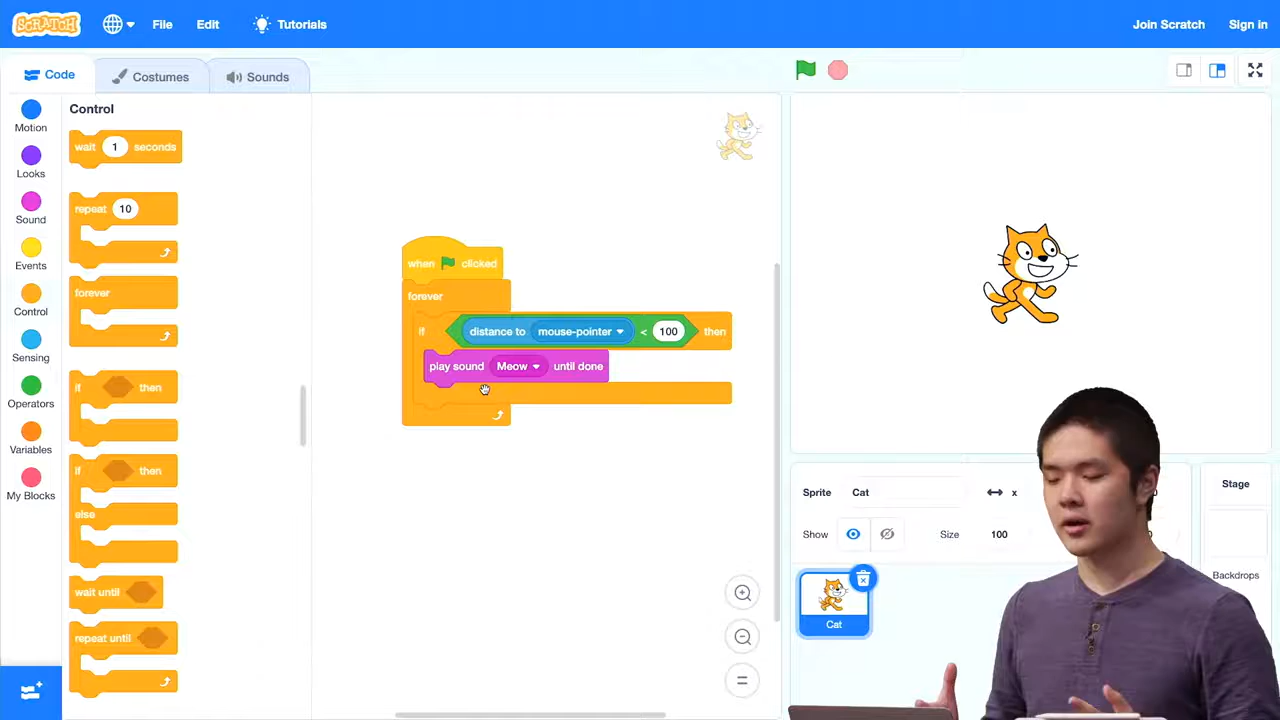 SCRATCH
File
Edit
Tutorials
Join Scratch
Sign in
Code
Costumes
Sounds
Motion
Looks
Sound
Events
Control
Sensing
Operators
Variables
My Blocks
Control
wait 1 seconds
repeat 10
forever
if then
if then
else
wait until
repeat until
when clicked
forever
if distance to mouse-pointer < 100 then
play sound Meow until done
Sprite Cat x
Show Size 100
Cat
Stage
Backdrops